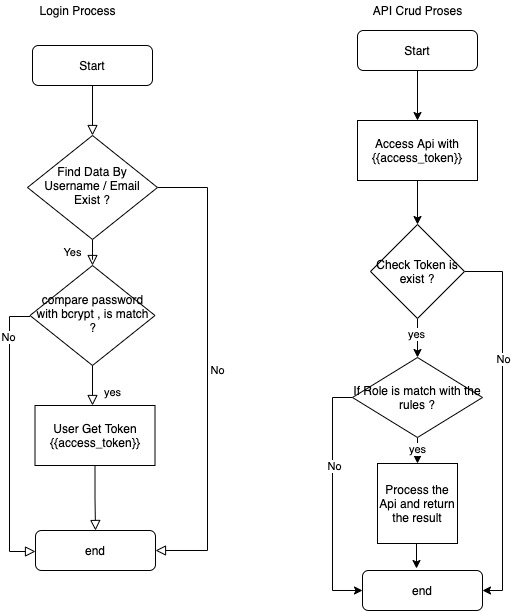 Login Process
Start
Find Data By
Username / Email
Exist ?
Yes
compare password
with bcrypt , is match
?
No
No
yes
User Get Token
{{access_token}}
end
API Crud Proses
Start
Access Api with
{{access_token}}
Check Token is
exist ?
yes
No
If Role is match with the
rules ?
No
yes
Process the
Api and return
the result
end